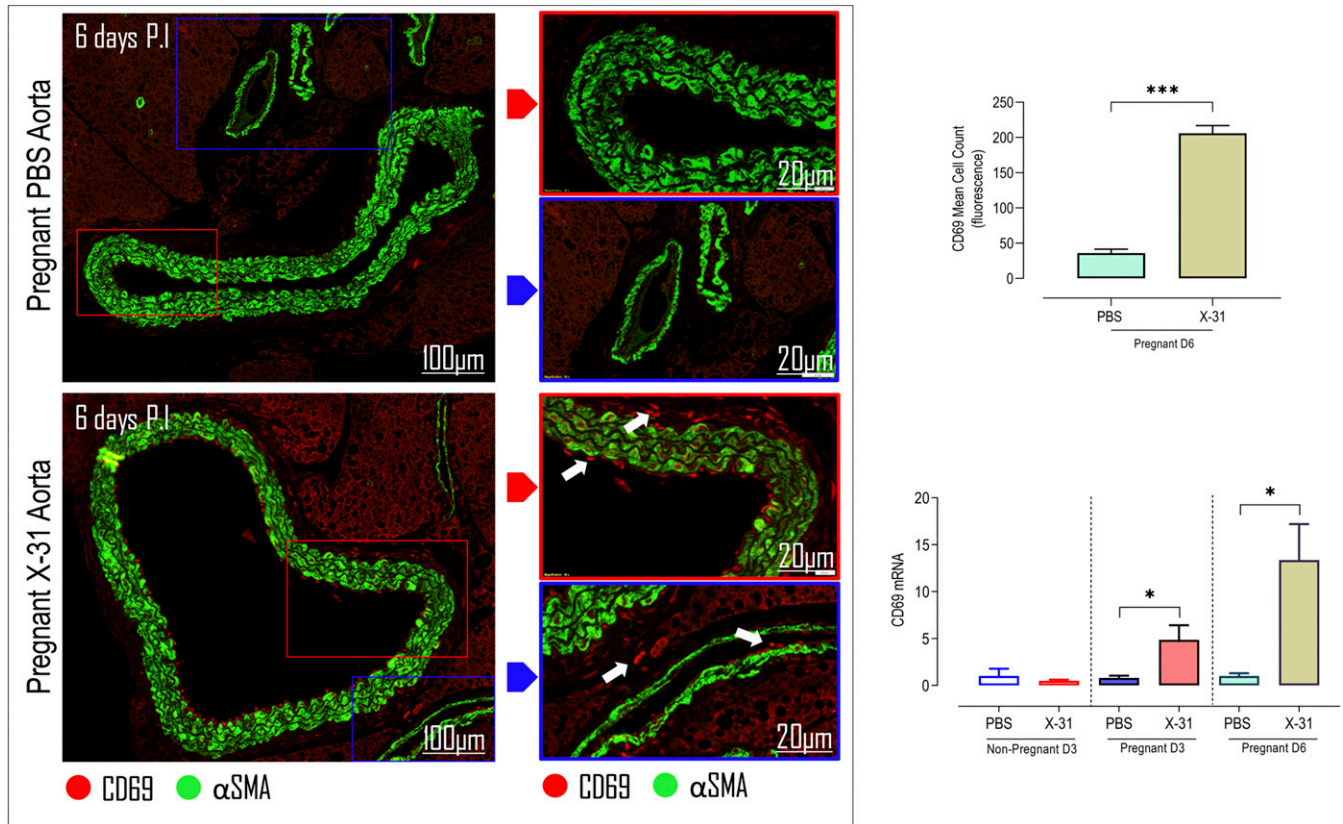 Pregnant PBS Aorta
6 days P.I
100µm
20µm
20µm
Pregnant X-31 Aorta
6 days P.I
100µm
20µm
20µm
CD69 αSMA
CD69 αSMA
CD69 Mean Cell Count
(fluorescence)
250
200
150
100
50
0
***
PBS X-31
Pregnant D6
CD69 mRNA
20
15
10
5
0
*
*
PBS X-31 PBS X-31 PBS X-31
Non-Pregnant D3 Pregnant D3 Pregnant D6